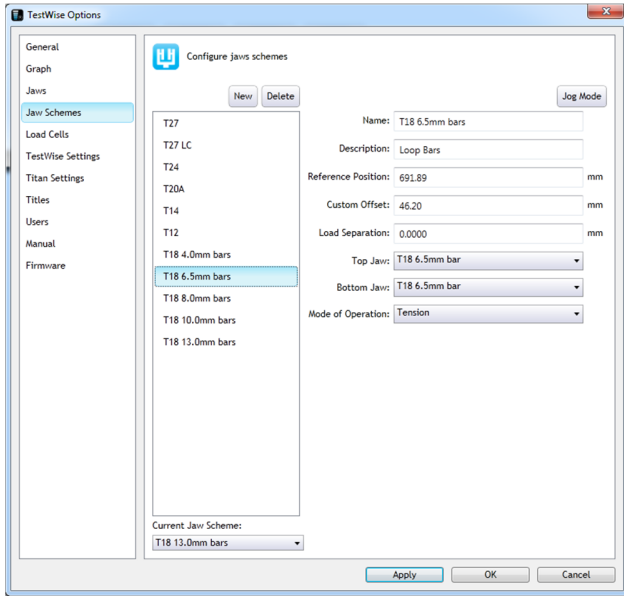 TestWise Options
General
Graph
Jaws
Jaw Schemes
Load Cells
TestWise Settings
Titan Settings
Titles
Users
Manual
Firmware
Configure jaws schemes
New Delete Jog Mode
T27
T27 LC
T24
T20A
T14
T12
T18 4.0mm bars
T18 6.5mm bars
T18 8.0mm bars
T18 10.0mm bars
T18 13.0mm bars
Name: T18 6.5mm bars
Description: Loop Bars
Reference Position: 691.89 mm
Custom Offset: 46.20 mm
Load Separation: 0.0000 mm
Top Jaw: T18 6.5mm bar
Bottom Jaw: T18 6.5mm bar
Mode of Operation: Tension
Current Jaw Scheme:
T18 13.0mm bars
Apply OK Cancel